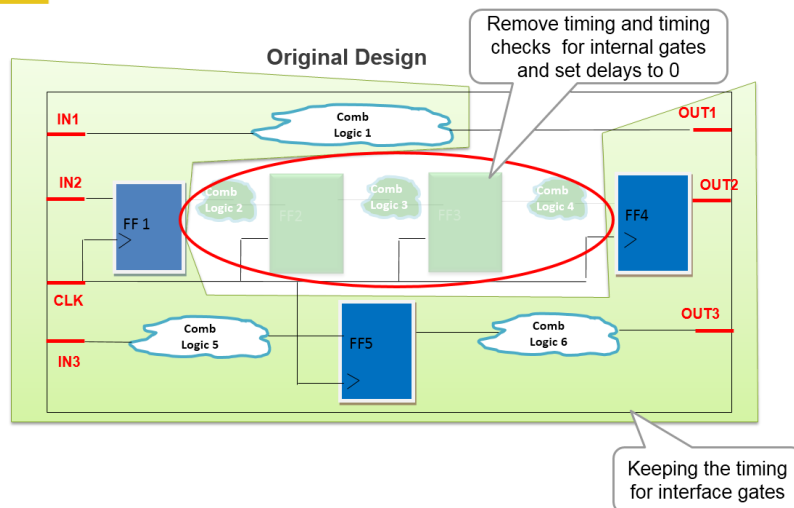 Remove timing and timing
checks for internal gates
and set delays to 0
Original Design
IN1
Comb
Logic 1
OUT1
IN2
FF 1
Comb
Logic 2
FF2
Comb
Logic 3
FF3
Comb
Logic 4
FF4
OUT2
CLK
IN3
Comb
Logic 5
FF5
Comb
Logic 6
OUT3
Keeping the timing
for interface gates